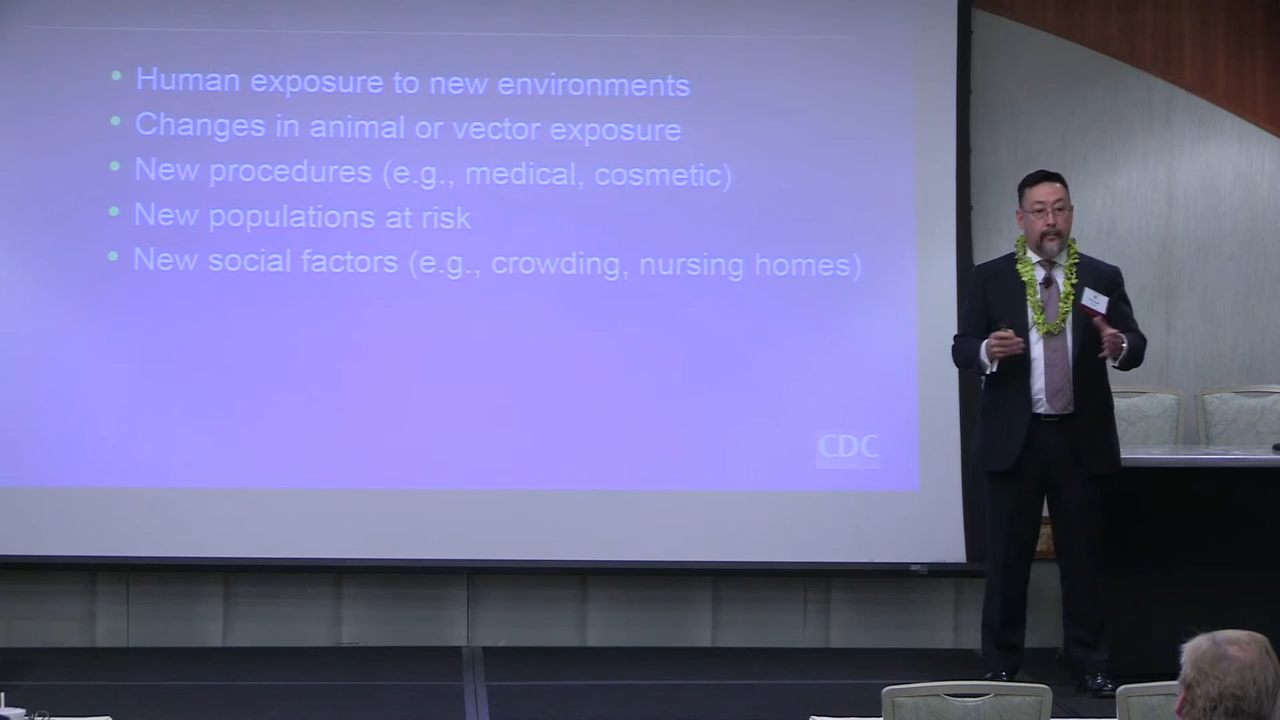 • Human exposure to new environments
• Changes in animal or vector exposure
• New procedures (e.g., medical, cosmetic)
• New populations at risk
• New social factors (e.g., crowding, nursing homes)
CDC